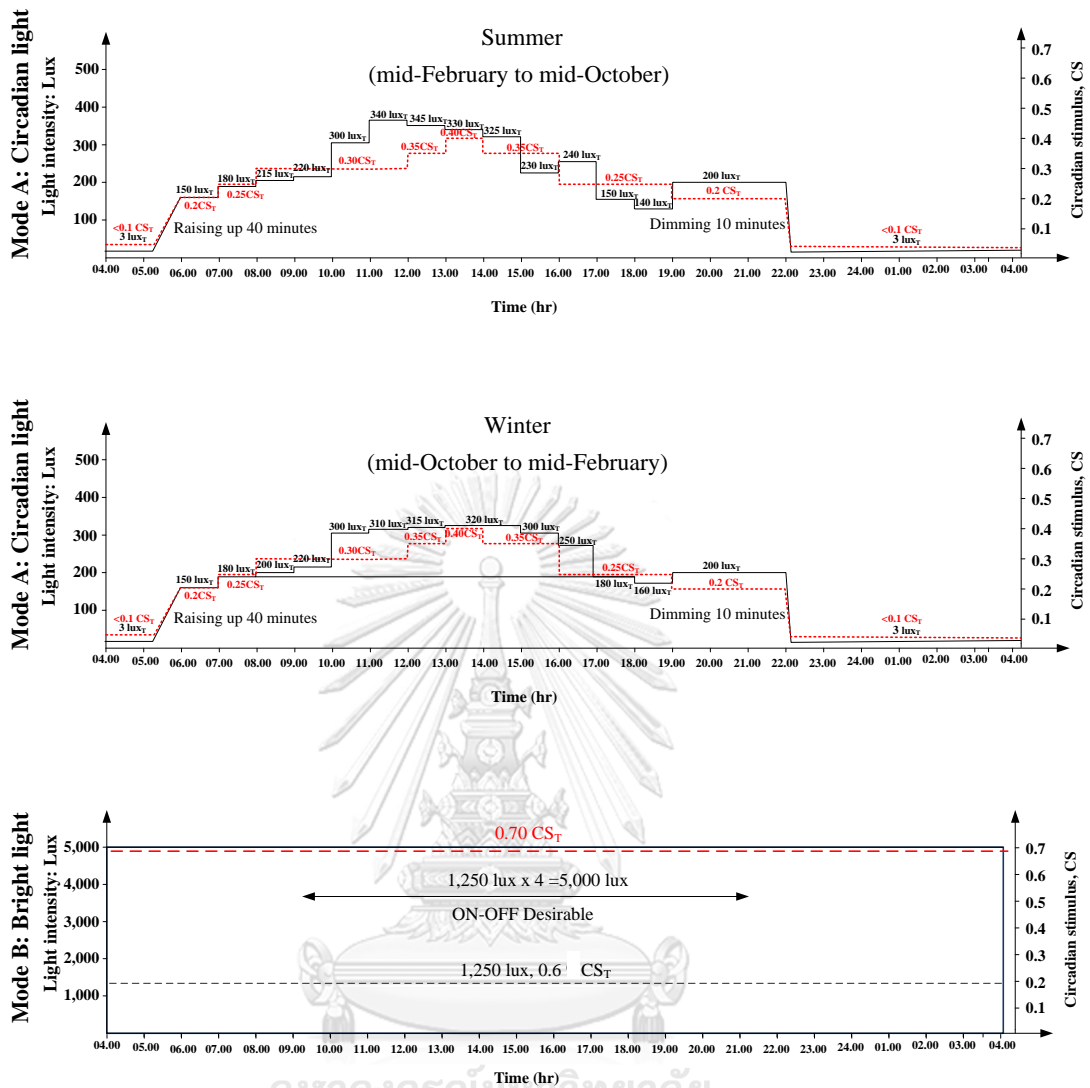 Mode A: Circadian light
Light intensity: Lux
Summer
(mid-February to mid-October)
500
400
300
200
100
0.7
0.6
0.5
0.4
0.3
0.2
0.1
Circadian stimulus, CS
<0.1 CST
3 luxT
150 luxT
0.2CST
180 luxT
0.25CST
215 luxT
220 luxT
300 luxT
0.30CST
340 luxT
345 luxT
0.35CST
330 luxT
0.40CST
325 luxT
0.35CST
230 luxT
240 luxT
150 luxT
0.25CST
140 luxT
200 luxT
0.2 CST
<0.1 CST
3 luxT
Raising up 40 minutes
Dimming 10 minutes
04.00 05.00 06.00 07.00 08.00 09.00 10.00 11.00 12.00 13.00 14.00 15.00 16.00 17.00 18.00 19.00 20.00 21.00 22.00 23.00 24.00 01.00 02.00 03.00 04.00
Time (hr)
Mode A: Circadian light
Light intensity: Lux
Winter
(mid-October to mid-February)
500
400
300
200
100
0.7
0.6
0.5
0.4
0.3
0.2
0.1
Circadian stimulus, CS
<0.1 CST
3 luxT
150 luxT
0.2CST
180 luxT
0.25CST
200 luxT
220 luxT
300 luxT
0.30CST
310 luxT
315 luxT
0.35CST
320 luxT
0.40CST
0.35CST
300 luxT
250 luxT
180 luxT
0.25CST
160 luxT
200 luxT
0.2 CST
<0.1 CST
3 luxT
Raising up 40 minutes
Dimming 10 minutes
04.00 05.00 06.00 07.00 08.00 09.00 10.00 11.00 12.00 13.00 14.00 15.00 16.00 17.00 18.00 19.00 20.00 21.00 22.00 23.00 24.00 01.00 02.00 03.00 04.00
Time (hr)
Mode B: Bright light
Light intensity: Lux
5,000
4,000
3,000
2,000
1,000
0.7
0.6
0.5
0.4
0.3
0.2
0.1
Circadian stimulus, CS
0.70 CST
1,250 lux x 4 =5,000 lux
ON-OFF Desirable
1,250 lux, 0.6 CST
04.00 05.00 06.00 07.00 08.00 09.00 10.00 11.00 12.00 13.00 14.00 15.00 16.00 17.00 18.00 19.00 20.00 21.00 22.00 23.00 24.00 01.00 02.00 03.00 04.00
Time (hr)